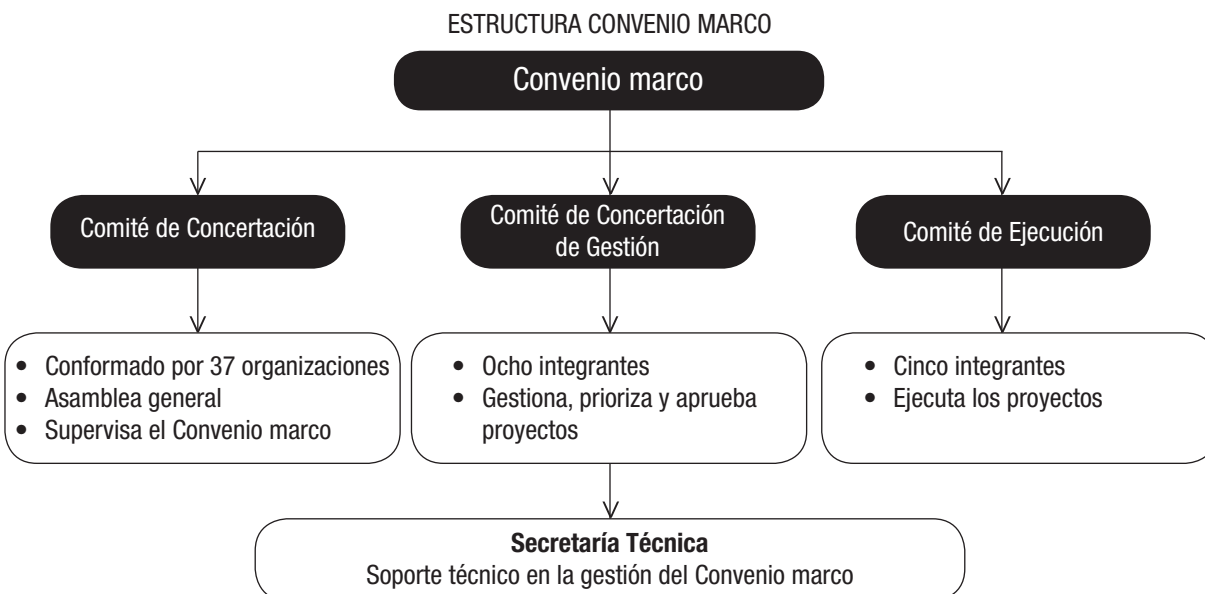 ESTRUCTURA CONVENIO MARCO
Convenio marco
Comité de Concertación
Comité de Concertación
de Gestión
Comité de Ejecución
• Conformado por 37 organizaciones
• Asamblea general
• Supervisa el Convenio marco
• Ocho integrantes
• Gestiona, prioriza y aprueba
proyectos
• Cinco integrantes
• Ejecuta los proyectos
Secretaría Técnica
Soporte técnico en la gestión del Convenio marco